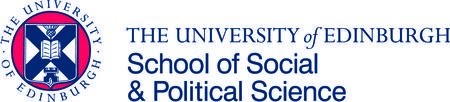 THE UNIVERSITY
OF EDINBURGH
THE UNIVERSITY of EDINBURGH
School of Social
& Political Science